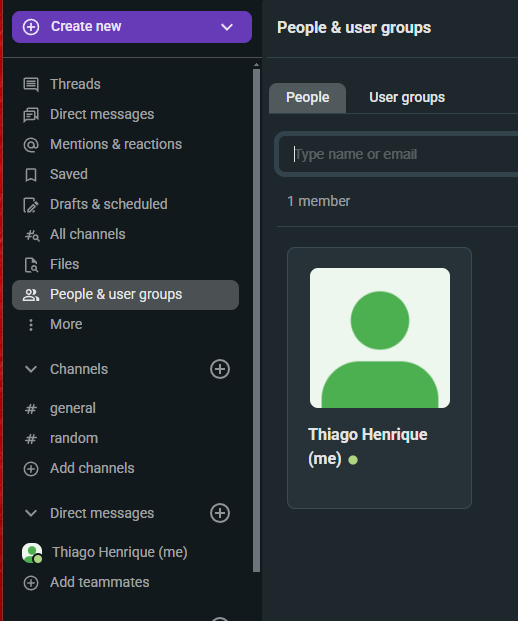 Create new
Threads
Direct messages
Mentions & reactions
Saved
Drafts & scheduled
All channels
Files
People & user groups
More
Channels
# general
# random
Add channels
Direct messages
Thiago Henrique (me)
Add teammates
People & user groups
People
User groups
Type name or email
1 member
Thiago Henrique
(me)